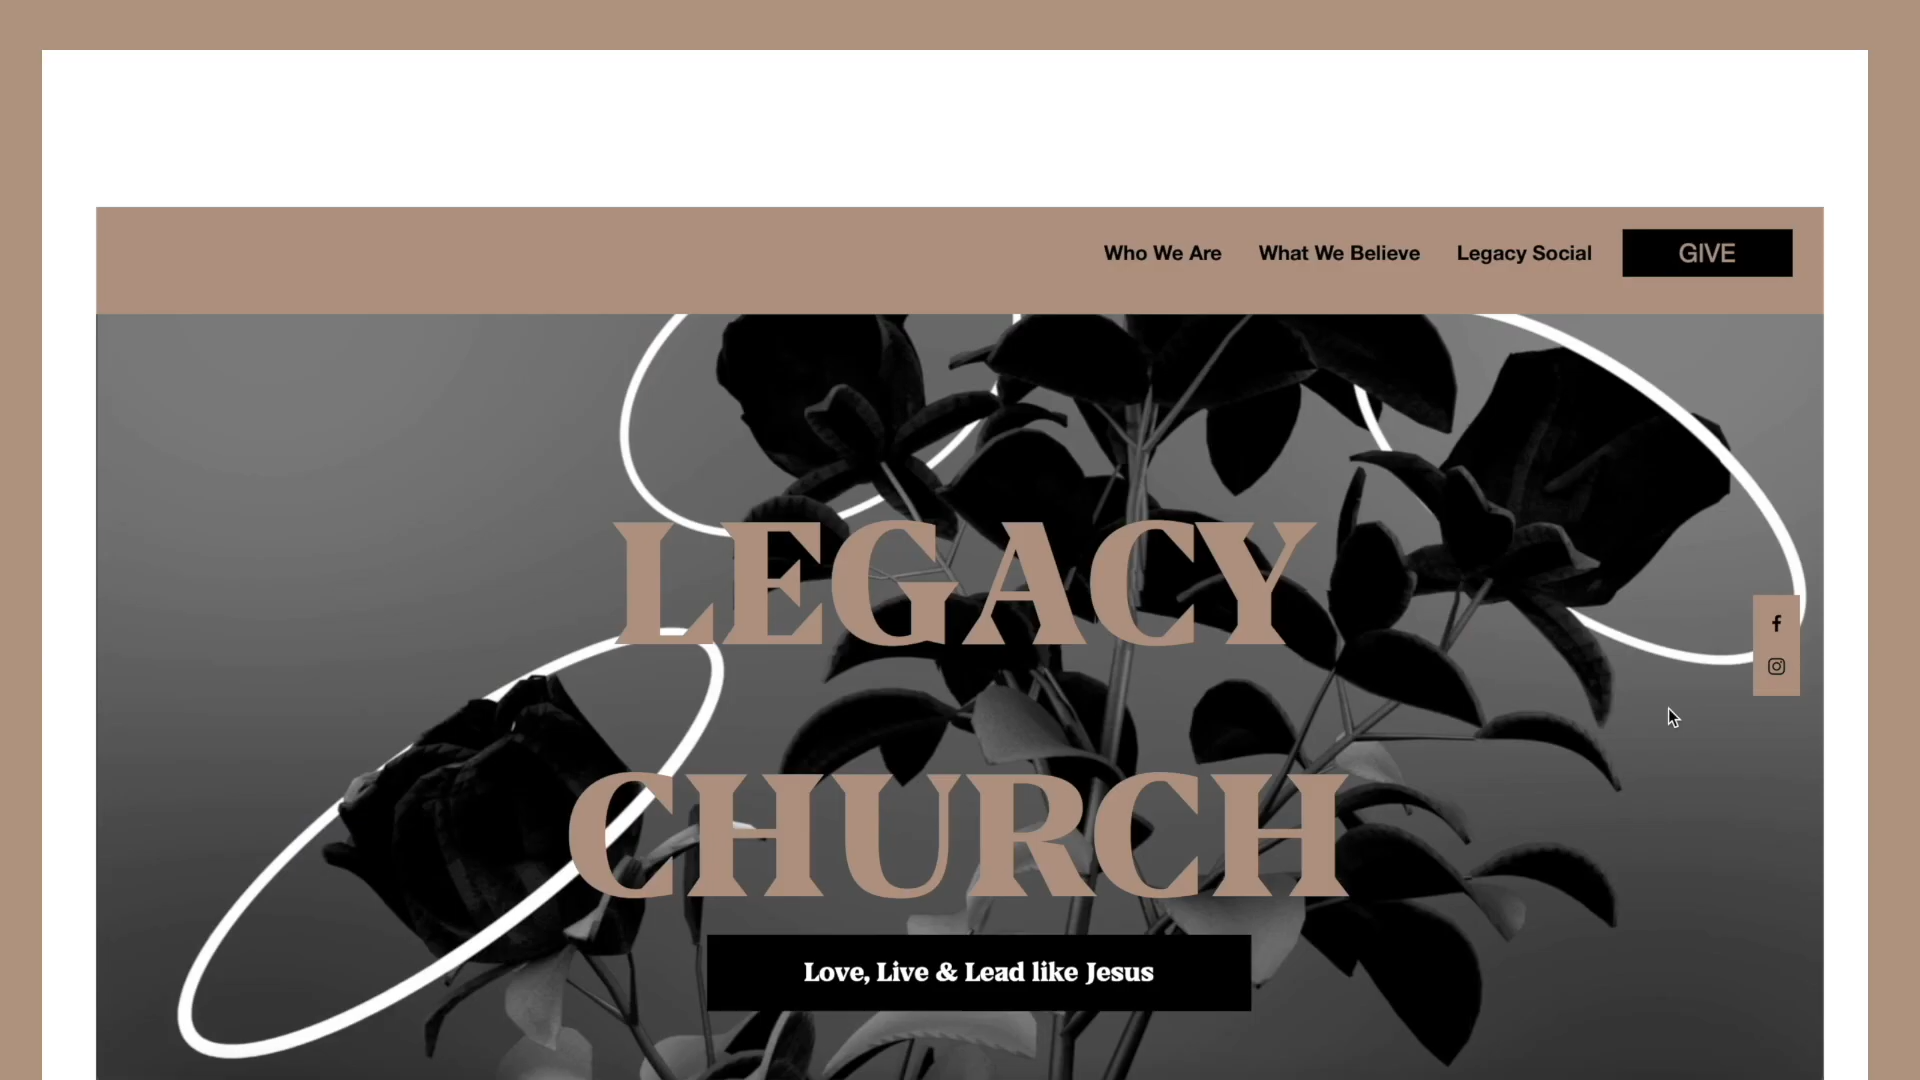 Who We Are What We Believe Legacy Social GIVE
LEGACY
CHURCH
Love, Live & Lead like Jesus